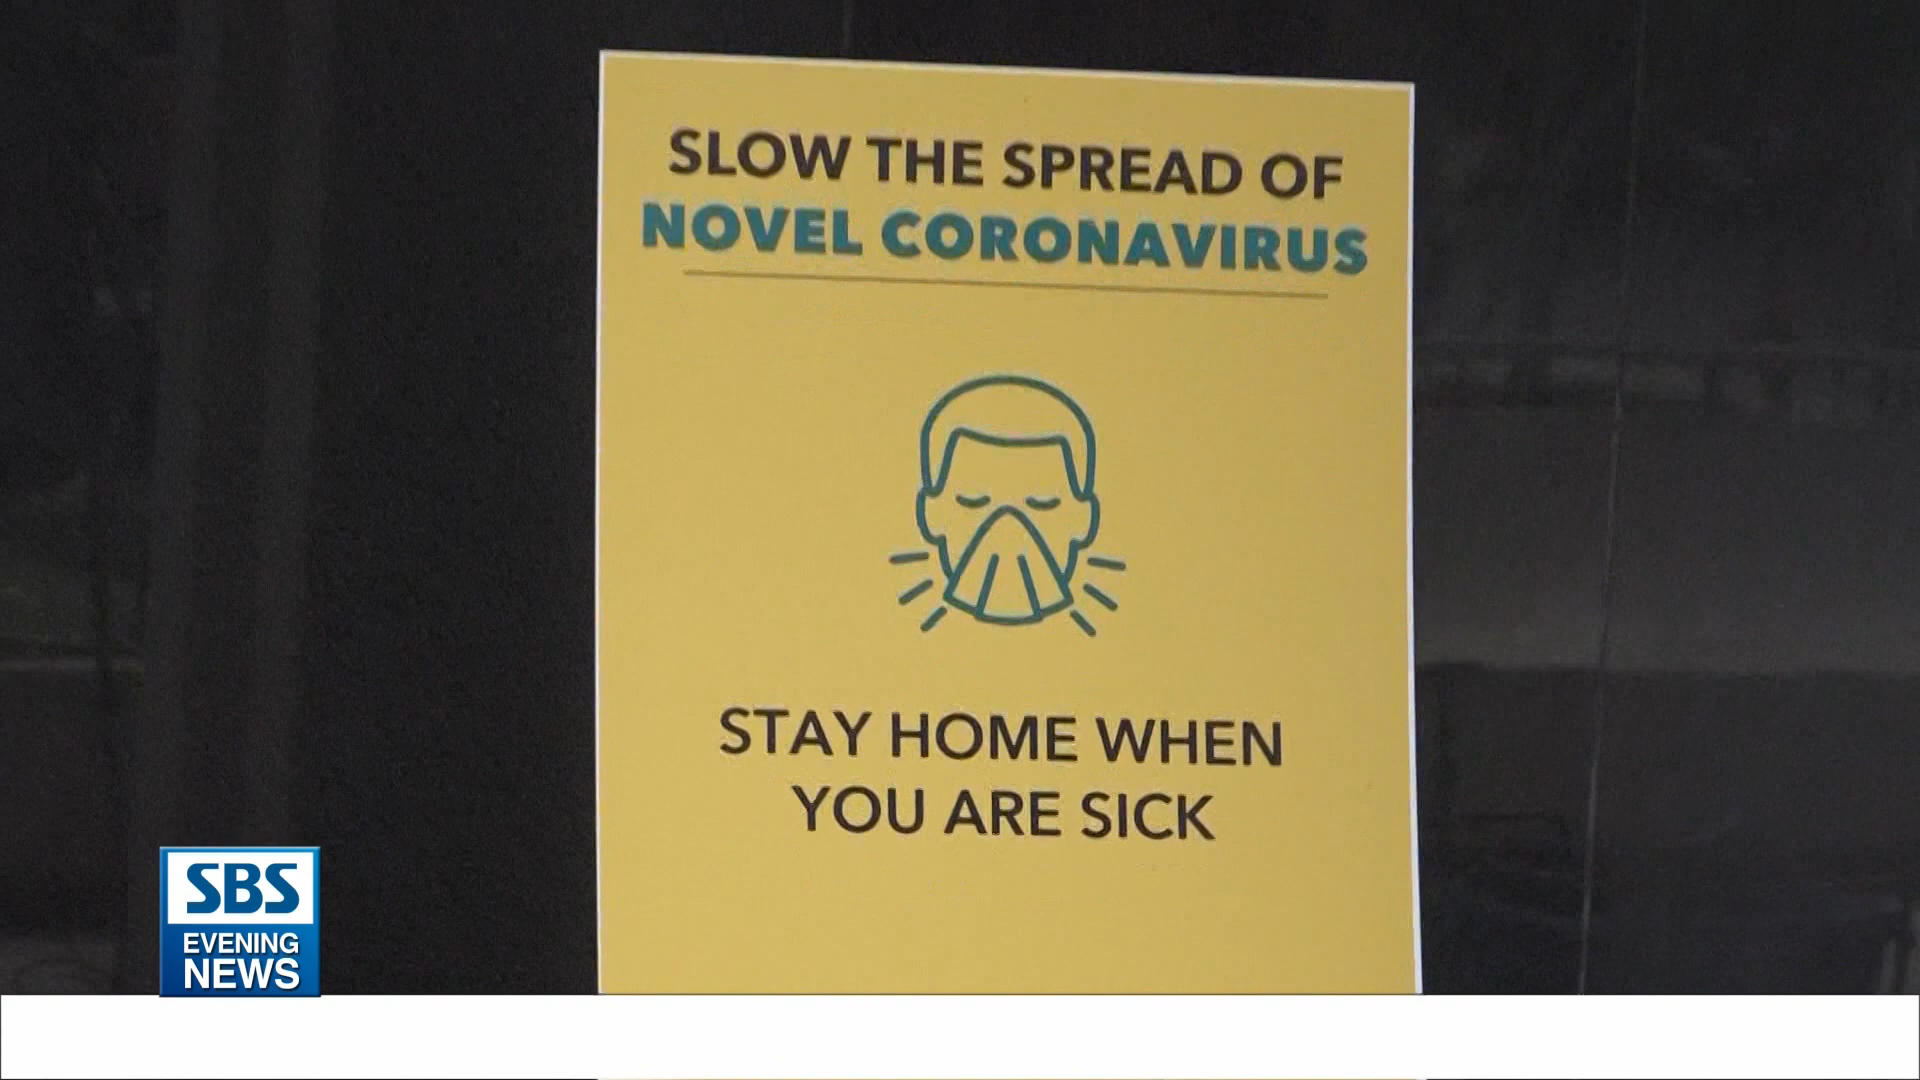 SLOW THE SPREAD OF
NOVEL CORONAVIRUS
STAY HOME WHEN
YOU ARE SICK
SBS
EVENING
NEWS